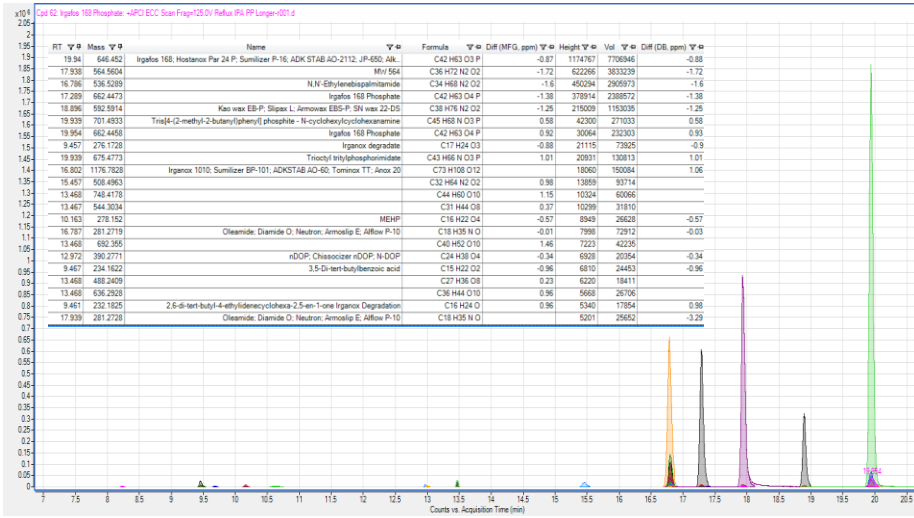 x10 6 Cpd 62: Irgafos 168 Phosphate: +APCI ECC Scan Frag=125.0V Reflux IPA PP Longer-r001.d
RT Mass Name Formula Diff (MFG, ppm) Height Vol Diff (DB, ppm)
19.94 646.452 Irgafos 168; Hostanox Par 24 P; Sumilizer P-16; ADK STAB AO-2112; JP-650; Alk... C42 H63 O3 P -0.87 1174767 7706946 -0.88
17.938 564.5604 MW 564 C36 H72 N2 O2 -1.72 622266 3833239 -1.72
16.786 536.5289 N,N'-Ethylenebispalmitamide C34 H68 N2 O2 -1.6 450294 2905973 -1.6
17.289 662.4473 Irgafos 168 Phosphate C42 H63 O4 P -1.38 378914 2388572 -1.38
18.896 592.5914 Kao wax EB-P; Slipax L; Armowax EBS-P; SN wax 22-DS C38 H76 N2 O2 -1.25 215009 1153035 -1.25
19.939 701.4933 Tris[4-(2-methyl-2-butanyl)phenyl] phosphite - N-cyclohexylcyclohexanamine C45 H68 N O3 P 0.58 42300 271033 0.58
19.954 662.4458 Irgafos 168 Phosphate C42 H63 O4 P 0.92 30064 232303 0.93
9.457 276.1728 Irganox degradate C17 H24 O3 -0.88 21115 73925 -0.9
19.939 675.4773 Trioctyl tritylphosphorimidate C43 H66 N O3 P 1.01 20931 130813 1.01
16.802 1176.7828 Irganox 1010; Sumilizer BP-101; ADKSTAB AO-60; Tominox TT; Anox 20 C73 H108 O12 18060 150084 1.06
15.457 508.4963 C32 H64 N2 O2 0.98 13859 93714
13.468 748.4178 C44 H60 O10 1.15 10324 60066
13.467 544.3034 C31 H44 O8 0.37 10299 31810
10.163 278.152 MEHP C16 H22 O4 -0.57 8949 26628 -0.57
16.787 281.2719 Oleamide; Diamide O; Neutron; Armoslip E; Alflow P-10 C18 H35 N O -0.01 7998 72912 -0.03
13.468 692.355 C40 H52 O10 1.46 7223 42235
12.972 390.2771 nDOP; Chissocizer nDOP; N-DOP C24 H38 O4 -0.34 6928 20354 -0.34
9.467 234.1622 3,5-Di-tert-butylbenzoic acid C15 H22 O2 -0.96 6810 24453 -0.96
13.468 488.2409 C27 H36 O8 0.23 6220 18411
13.468 636.2928 C36 H44 O10 0.96 5668 26706
9.461 232.1825 2,6-di-tert-butyl-4-ethylidenecyclohexa-2,5-en-1-one Irganox Degradation C16 H24 O 0.96 5340 17854 0.98
17.939 281.2728 Oleamide; Diamide O; Neutron; Armoslip E; Alflow P-10 C18 H35 N O 5201 25652 -3.29
2.05
2
1.95
1.9
1.85
1.8
1.75
1.7
1.65
1.6
1.55
1.5
1.45
1.4
1.35
1.3
1.25
1.2
1.15
1.1
1.05
1
0.95
0.9
0.85
0.8
0.75
0.7
0.65
0.6
0.55
0.5
0.45
0.4
0.35
0.3
0.25
0.2
0.15
0.1
0.05
0
19.954
7 7.5 8 8.5 9 9.5 10 10.5 11 11.5 12 12.5 13 13.5 14 14.5 15 15.5 16 16.5 17 17.5 18 18.5 19 19.5 20 20.5
Counts vs. Acquisition Time (min)